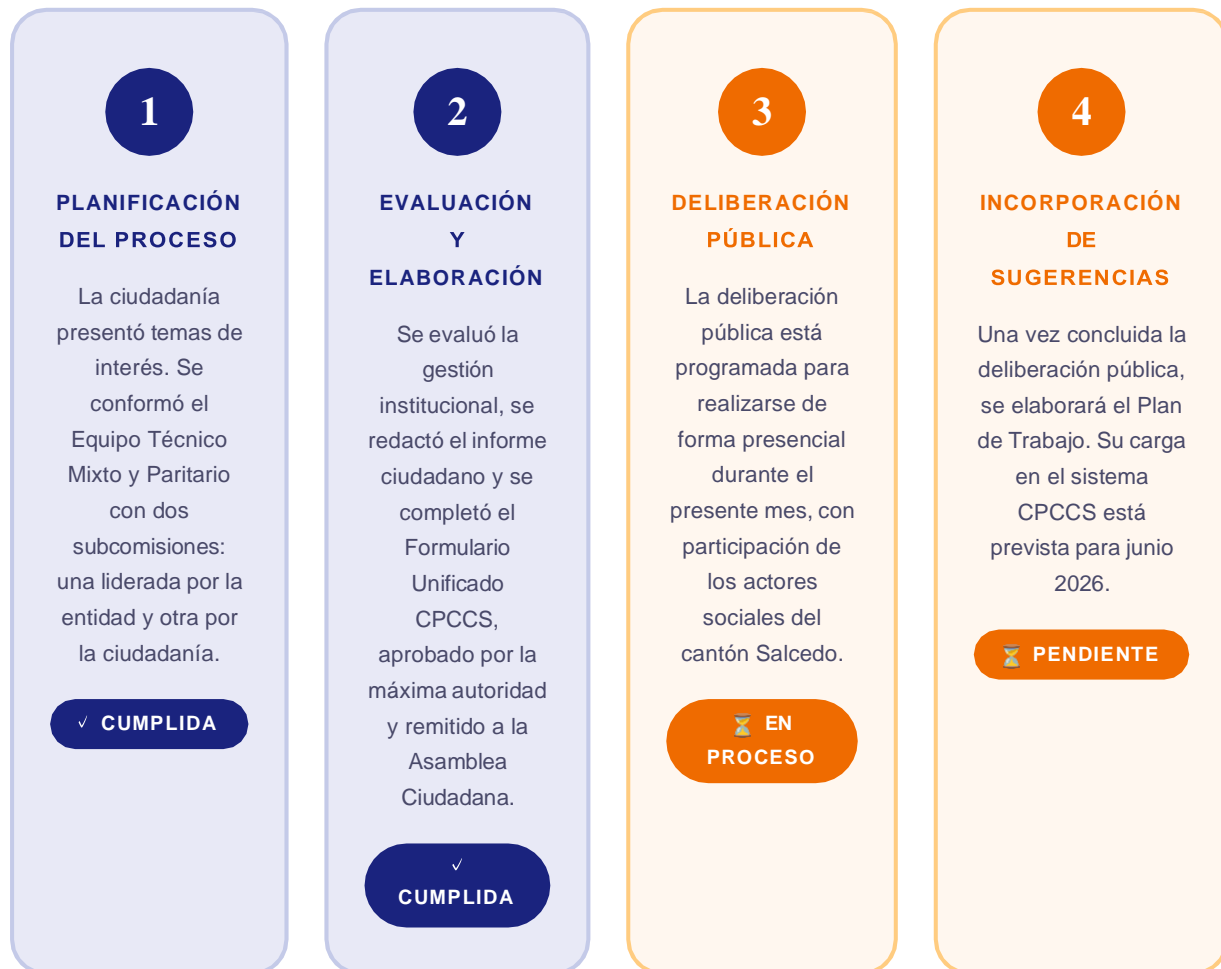 1
PLANIFICACIÓN
DEL PROCESO
La ciudadanía
presentó temas de
interés. Se
conformó el
Equipo Técnico
Mixto y Paritario
con dos
subcomisiones:
una liderada por la
entidad y otra por
la ciudadanía.
✓ CUMPLIDA
2
EVALUACIÓN
Y
ELABORACIÓN
Se evaluó la
gestión
institucional, se
redactó el informe
ciudadano y se
completó el
Formulario
Unificado
CPCCS,
aprobado por la
máxima autoridad
y remitido a la
Asamblea
Ciudadana.
✓
CUMPLIDA
3
DELIBERACIÓN
PÚBLICA
La deliberación
pública está
programada para
realizarse de
forma presencial
durante el
presente mes, con
participación de
los actores
sociales del
cantón Salcedo.
⏳ EN
PROCESO
4
INCORPORACIÓN
DE
SUGERENCIAS
Una vez concluida la
deliberación pública,
se elaborará el Plan
de Trabajo. Su carga
en el sistema
CPCCS está
prevista para junio
2026.
⏳ PENDIENTE